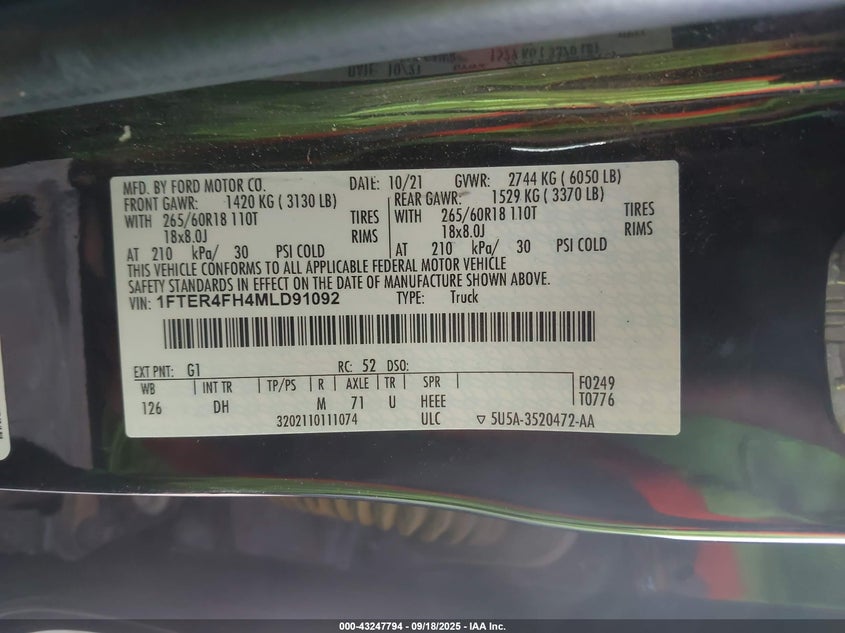 MFD. BY FORD MOTOR CO. DATE: 10/21 GVWR: 2744 KG ( 6050 LB)
FRONT GAWR: 1420 KG ( 3130 LB) REAR GAWR: 1529 KG ( 3370 LB)
WITH 265/60R18 110T TIRES WITH 265/60R18 110T TIRES
18x8.0J RIMS 18x8.0J RIMS
AT 210 kPa/ 30 PSI COLD AT 210 kPa/ 30 PSI COLD
THIS VEHICLE CONFORMS TO ALL APPLICABLE FEDERAL MOTOR VEHICLE
SAFETY STANDARDS IN EFFECT ON THE DATE OF MANUFACTURE SHOWN ABOVE.
VIN: 1FTER4FH4MLD91092 TYPE: Truck
EXT PNT: G1 RC: 52 DSO:
WB INT TR TP/PS R AXLE TR SPR F0249
126 DH M 71 U HEEE T0776
3202110111074 ULC ▽ 5U5A-3520472-AA
000-43247794 - 09/18/2025 - IAA Inc.